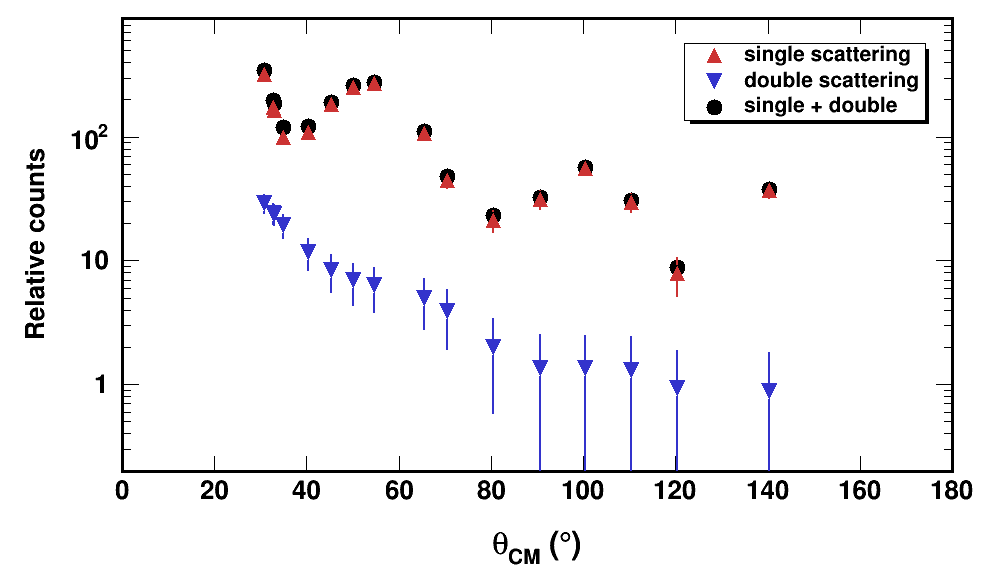 single scattering
double scattering
single + double
Relative counts
10²
10
1
0 20 40 60 80 100 120 140 160 180
θCM (°)